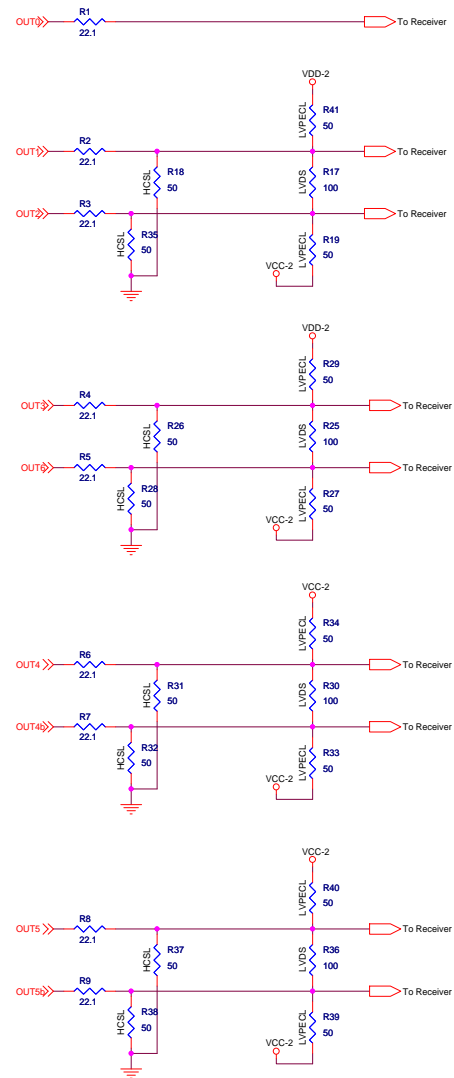 R1
OUT0
22.1
To Receiver
VDD-2
LVPECL
R41
50
R2
OUT1
22.1
To Receiver
HCSL
R18
50
LVDS
R17
100
R3
OUT2
22.1
To Receiver
HCSL
R35
50
LVPECL
R19
50
VCC-2
VDD-2
LVPECL
R29
50
R4
OUT3
22.1
To Receiver
HCSL
R26
50
LVDS
R25
100
R5
OUT6
22.1
To Receiver
HCSL
R28
50
LVPECL
R27
50
VCC-2
VCC-2
LVPECL
R34
50
R6
OUT4
22.1
To Receiver
HCSL
R31
50
LVDS
R30
100
R7
OUT4b
22.1
To Receiver
HCSL
R32
50
LVPECL
R33
50
VCC-2
VCC-2
LVPECL
R40
50
R8
OUT5
22.1
To Receiver
HCSL
R37
50
LVDS
R36
100
R9
OUT5b
22.1
To Receiver
HCSL
R38
50
LVPECL
R39
50
VCC-2